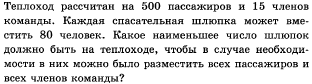 Теплоход рассчитан на 500 пассажиров и 15 членов
команды. Каждая спасательная шлюпка может вме-
стить 80 человек. Какое наименьшее число шлюпок
должно быть на теплоходе, чтобы в случае необходи-
мости в них можно было разместить всех пассажиров и
всех членов команды?